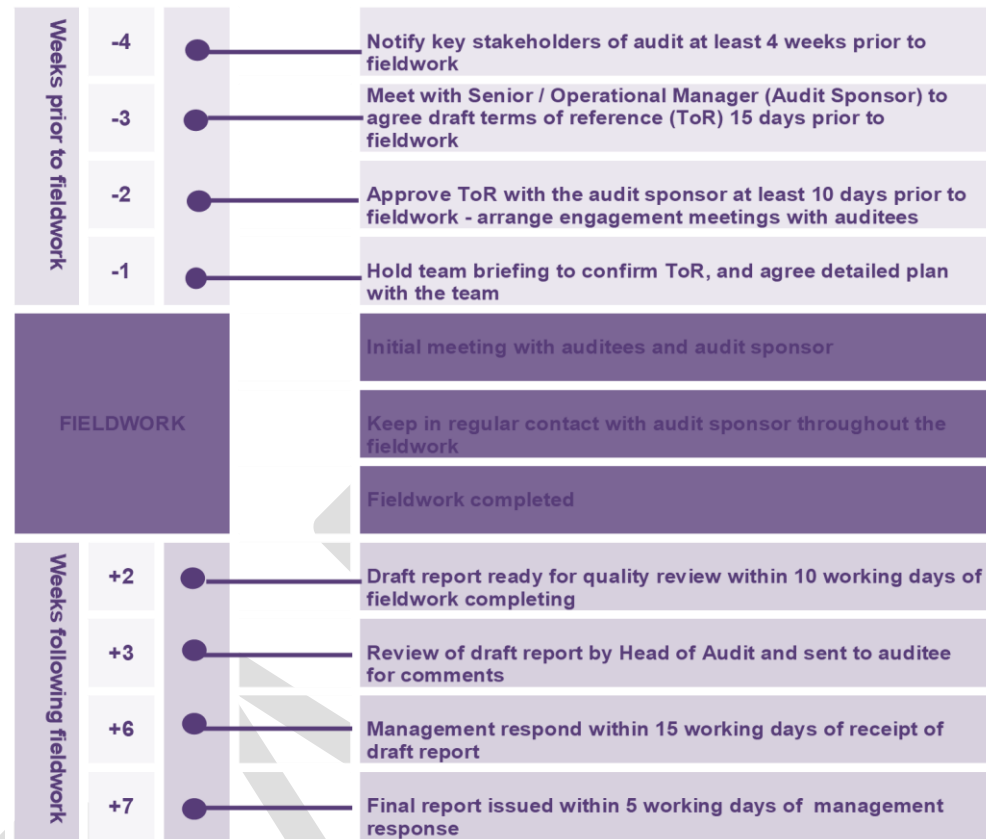 Weeks prior to fieldwork
-4
Notify key stakeholders of audit at least 4 weeks prior to
fieldwork
-3
Meet with Senior / Operational Manager (Audit Sponsor) to
agree draft terms of reference (ToR) 15 days prior to
fieldwork
-2
Approve ToR with the audit sponsor at least 10 days prior to
fieldwork - arrange engagement meetings with auditees
-1
Hold team briefing to confirm ToR, and agree detailed plan
with the team
FIELDWORK
Initial meeting with auditees and audit sponsor
Keep in regular contact with audit sponsor throughout the
fieldwork
Fieldwork completed
Weeks following fieldwork
+2
Draft report ready for quality review within 10 working days of
fieldwork completing
+3
Review of draft report by Head of Audit and sent to auditee
for comments
+6
Management respond within 15 working days of receipt of
draft report
+7
Final report issued within 5 working days of  management
response